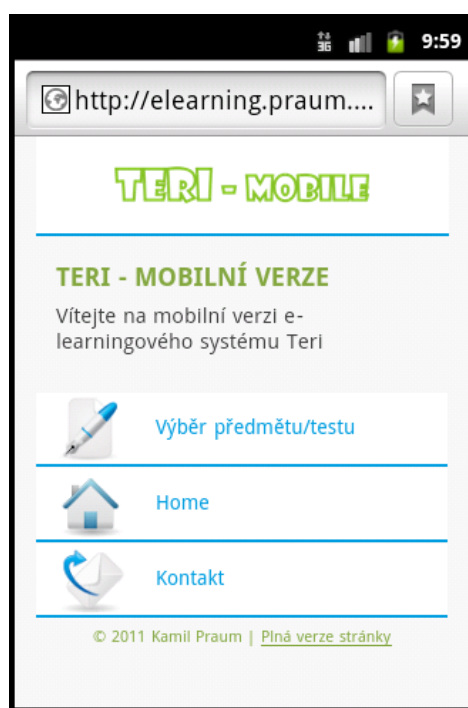 3G 9:59
http://elearning.praum....
TERI - MOBILE
TERI - MOBILNÍ VERZE
Vítejte na mobilní verzi e-
learningového systému Teri
Výběr předmětu/testu
Home
Kontakt
© 2011 Kamil Praum | Plná verze stránky